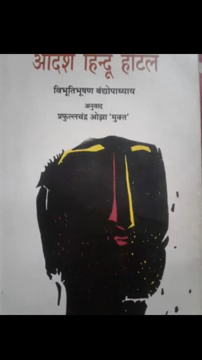 आदर्श हिन्दू होटल
विभूतिभूषण बंद्योपाध्याय
अनुवाद
प्रफुल्लचंद्र ओझा 'मुक्त'